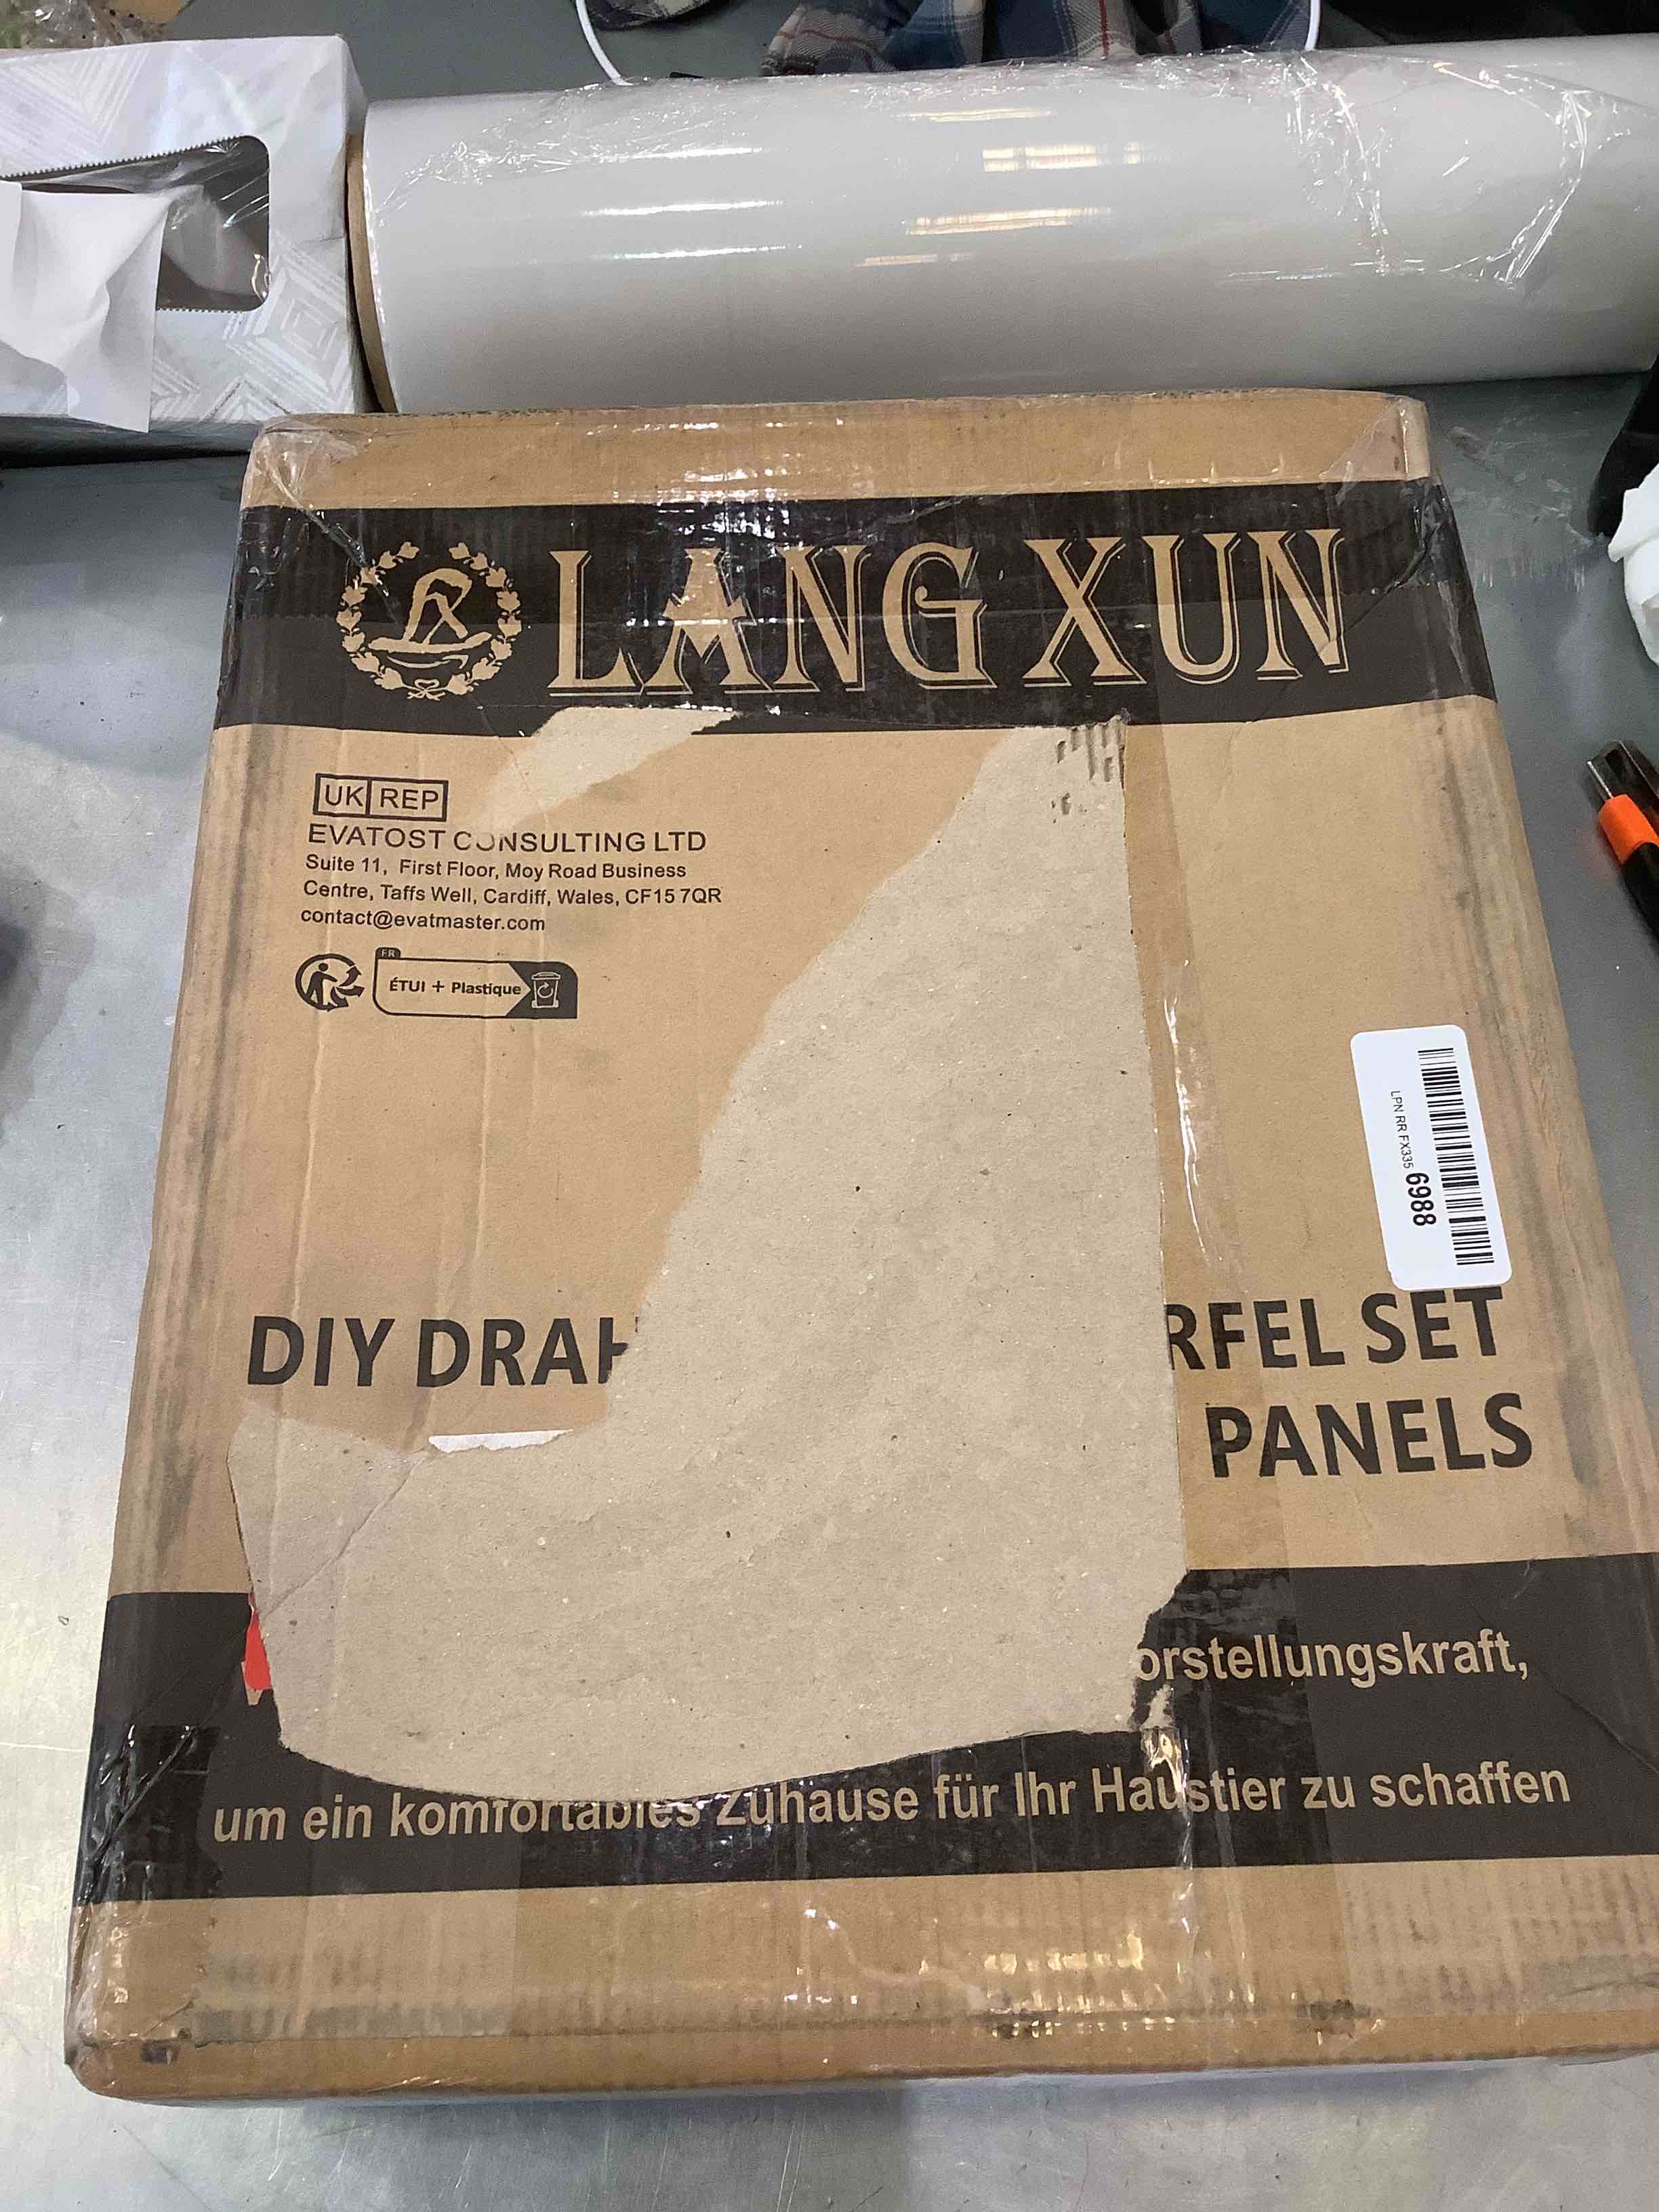 LANG XUN
UK REP
EVATOST CONSULTING LTD
Suite 11, First Floor, Moy Road Business
Centre, Taffs Well, Cardiff, Wales, CF15 7QR
contact@evatmaster.com
FR
ÉTUI + Plastique
LPN RR FX335 6988
DIY DRAH RFEL SET
PANELS
orstellungskraft,
um ein komfortables Zuhause für Ihr Haustier zu schaffen